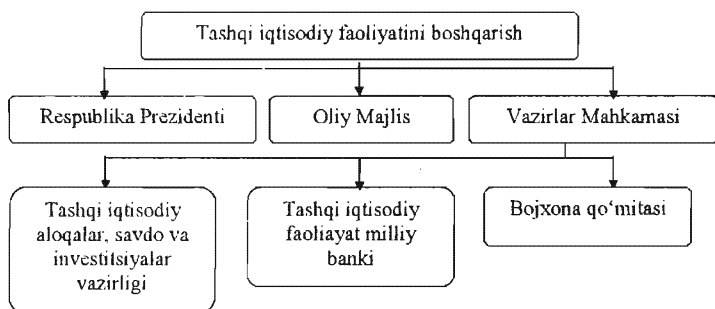 Tashqi iqtisodiy faoliyatini boshqarish
Respublika Prezidenti
Oliy Majlis
Vazirlar Mahkamasi
Tashqi iqtisodiy
aloqalar, savdo va
investitsiyalar
vazirligi
Tashqi iqtisodiy
faoliayat milliy
banki
Bojxona qo‘mitasi